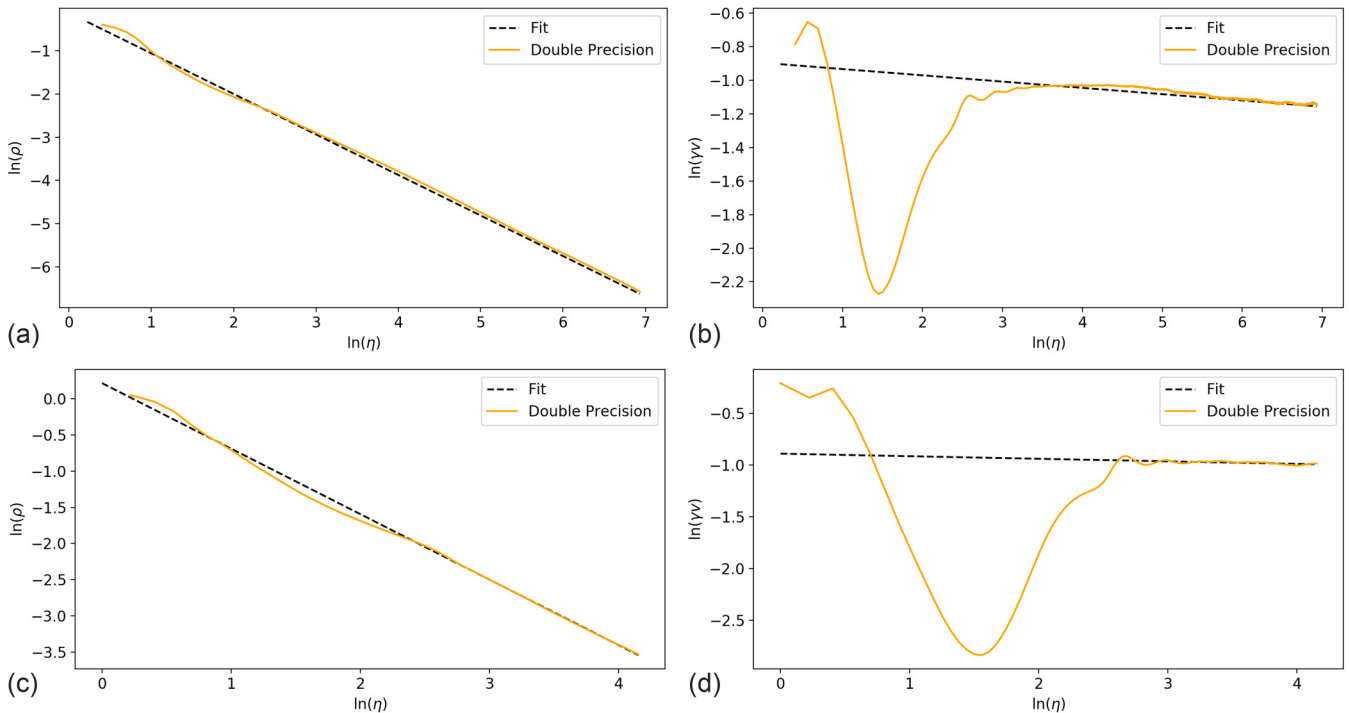 Fit
Double Precision
−1
−2
−3
−4
−5
−6
ln(ρ)
0 1 2 3 4 5 6 7
ln(η)
(a)
Fit
Double Precision
−0.6
−0.8
−1.0
−1.2
−1.4
−1.6
−1.8
−2.0
−2.2
ln(γv)
0 1 2 3 4 5 6 7
ln(η)
(b)
Fit
Double Precision
0.0
−0.5
−1.0
−1.5
−2.0
−2.5
−3.0
−3.5
ln(ρ)
0 1 2 3 4
ln(η)
(c)
Fit
Double Precision
−0.5
−1.0
−1.5
−2.0
−2.5
ln(γv)
0 1 2 3 4
ln(η)
(d)